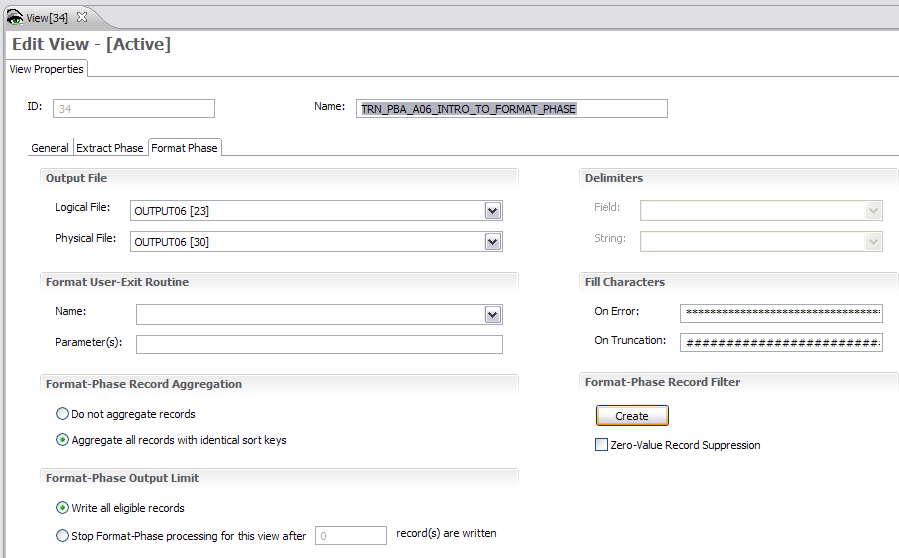 View[34]
Edit View - [Active]
View Properties
ID: 34 Name: TRN_PBA_A06_INTRO_TO_FORMAT_PHASE
General Extract Phase Format Phase
Output File
Logical File: OUTPUT06 [23]
Physical File: OUTPUT06 [30]
Format User-Exit Routine
Name:
Parameter(s):
Format-Phase Record Aggregation
Do not aggregate records
Aggregate all records with identical sort keys
Format-Phase Output Limit
Write all eligible records
Stop Format-Phase processing for this view after 0 record(s) are written
Delimiters
Field:
String:
Fill Characters
On Error: ********************************
On Truncation: ########################
Format-Phase Record Filter
Create
Zero-Value Record Suppression